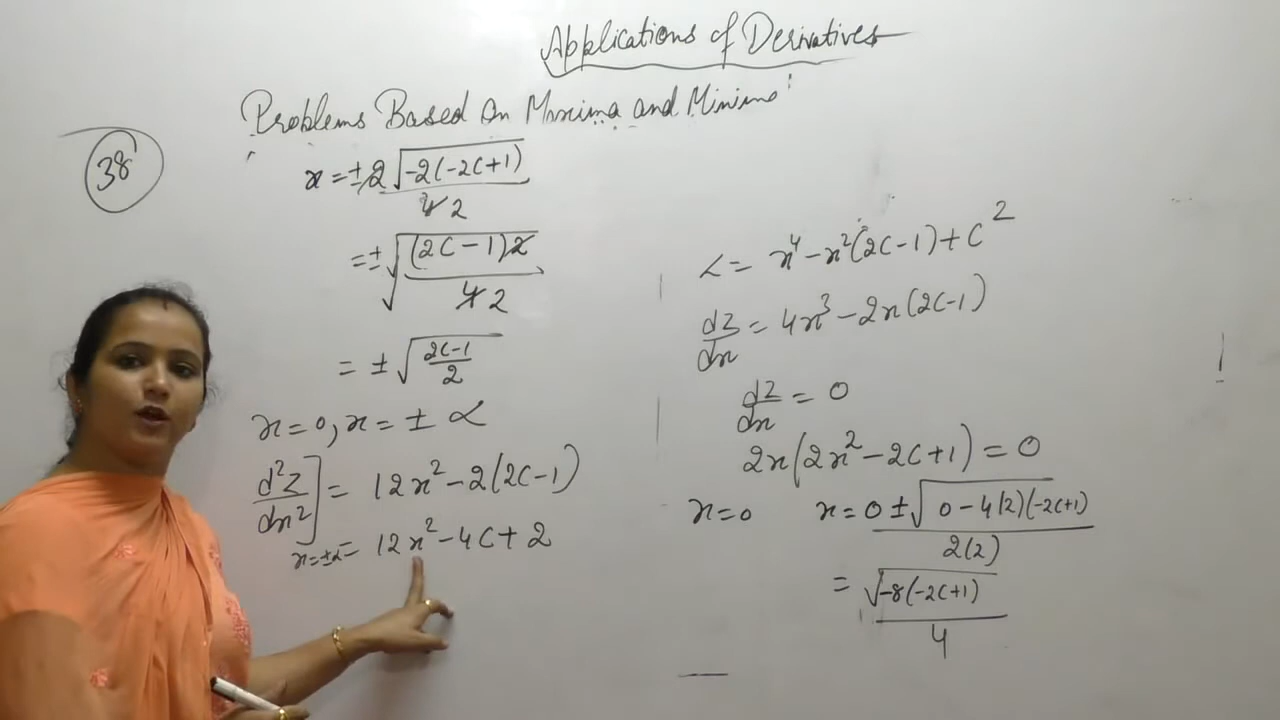 Applications of Derivatives
Problems Based On Maxima and Minima
38
x = ± 2 √-2(-2C+1) / 4 2
= ± √(2C-1)2 / 4 2
= ± √2C-1 / 2
x=0, x = ± α
d²Z/dx²] = 12x² - 2(2C-1)
x=±α = 12x² - 4C + 2
Z = x⁴ - x²(2C-1) + C²
dZ/dx = 4x³ - 2x(2C-1)
dZ/dx = 0
2x(2x² - 2C + 1) = 0
x=0 x = 0 ± √0 - 4(2)(-2C+1) / 2(2)
= √-8(-2C+1) / 4